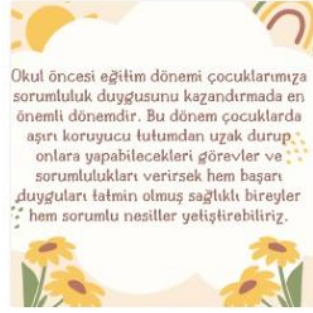 Okul öncesi eğitim dönemi çocuklarımıza
sorumluluk duygusunu kazandırmada en
önemli dönemdir. Bu dönem çocuklarda
aşırı koruyucu tutumdan uzak durup
onlara yapabilecekleri görevler ve
sorumlulukları verirsek hem başarı
duyguları tatmin olmuş sağlıklı bireyler
hem sorumlu nesiller yetiştirebiliriz.